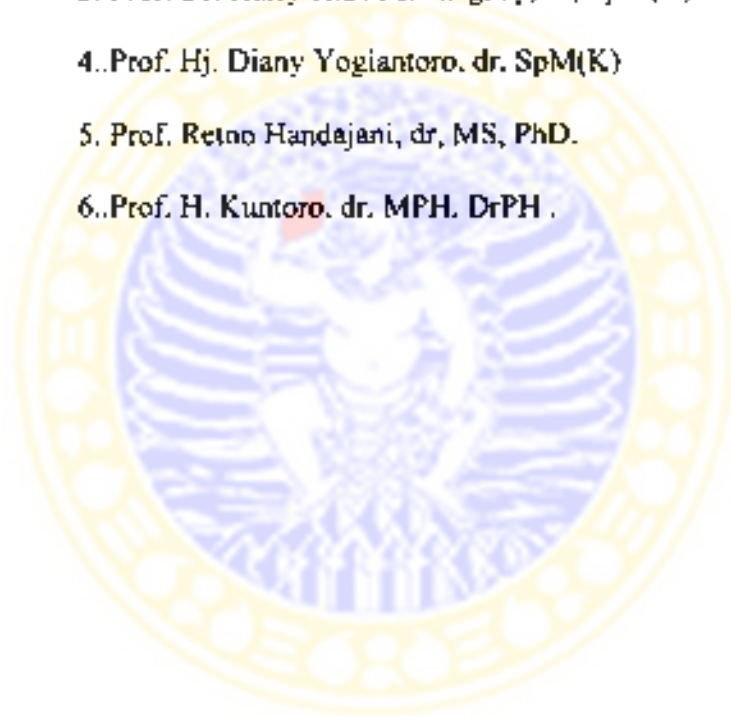 4..Prof. Hj. Diany Yogiantoro. dr. SpM(K)
5. Prof. Retno Handajani, dr, MS, PhD.
6..Prof. H. Kuntoro. dr. MPH. DrPH .